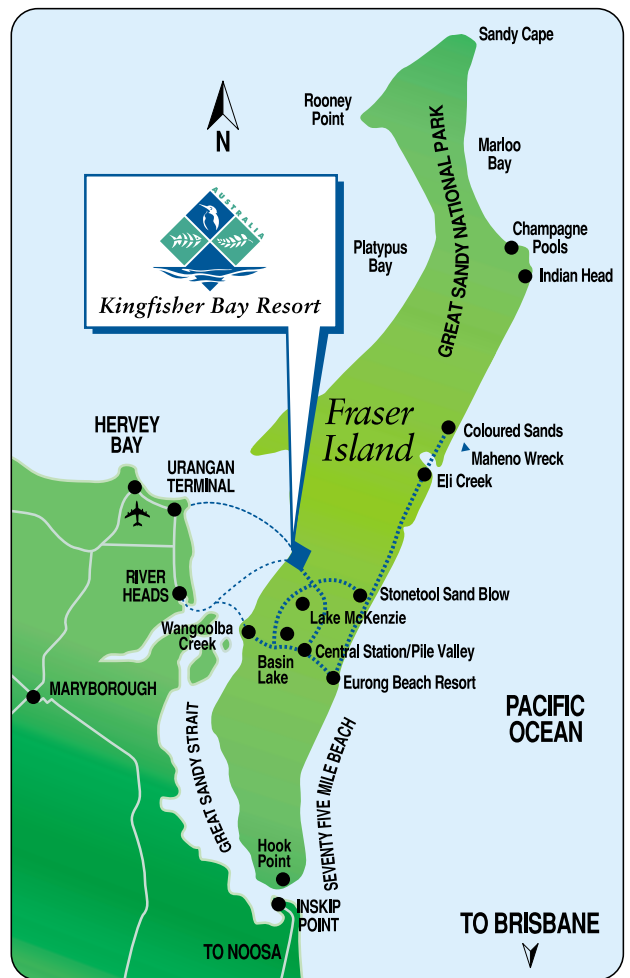 Sandy Cape
Rooney
Point
N
GREAT SANDY NATIONAL PARK
Marloo
Bay
AUSTRALIA
Kingfisher Bay Resort
Platypus
Bay
Champagne
Pools
Indian Head
Fraser
Island
HERVEY
BAY
URANGAN
TERMINAL
Coloured Sands
Maheno Wreck
Eli Creek
RIVER
HEADS
Stonetool Sand Blow
Lake McKenzie
Wangoolba
Creek
Basin
Lake
Central Station/Pile Valley
Eurong Beach Resort
MARYBOROUGH
PACIFIC
OCEAN
GREAT SANDY STRAIT
SEVENTY FIVE MILE BEACH
Hook
Point
INSKIP
POINT
TO NOOSA
TO BRISBANE